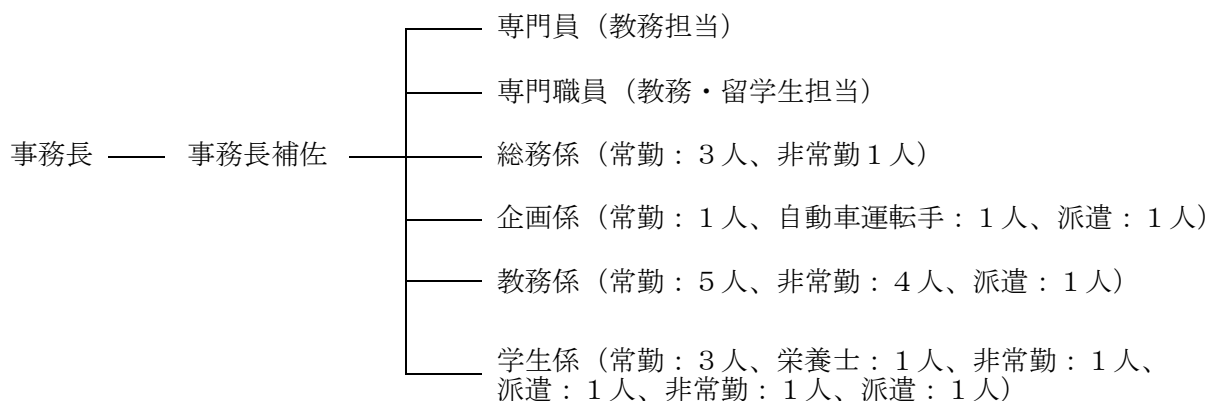 専門員（教務担当）
専門職員（教務・留学生担当）
事務長 事務長補佐 総務係（常勤：３人、非常勤１人）
企画係（常勤：１人、自動車運転手：１人、派遣：１人）
教務係（常勤：５人、非常勤：４人、派遣：１人）
学生係（常勤：３人、栄養士：１人、非常勤：１人、
派遣：１人、非常勤：１人、派遣：１人）